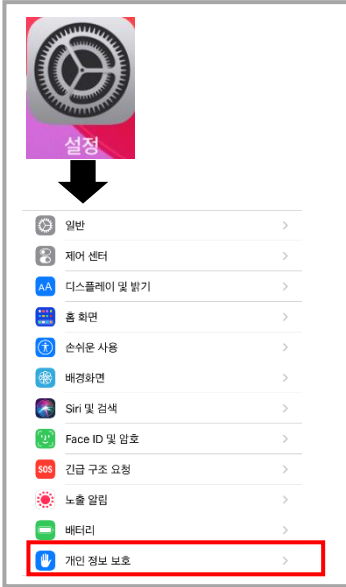 설정
일반
제어 센터
AA 디스플레이 및 밝기
홈 화면
손쉬운 사용
배경화면
Siri 및 검색
Face ID 및 암호
SOS 긴급 구조 요청
노출 알림
배터리
개인 정보 보호